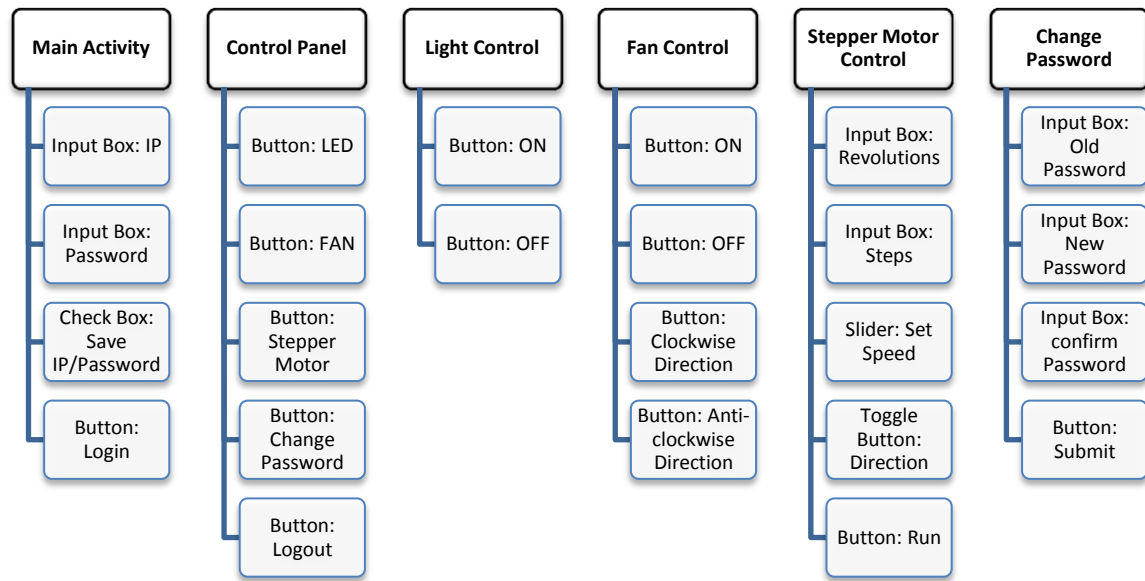 Main Activity
Input Box: IP
Input Box:
Password
Check Box:
Save
IP/Password
Button:
Login
Control Panel
Button: LED
Button: FAN
Button:
Stepper
Motor
Button:
Change
Password
Button:
Logout
Light Control
Button: ON
Button: OFF
Fan Control
Button: ON
Button: OFF
Button:
Clockwise
Direction
Button: Anti-
clockwise
Direction
Stepper Motor
Control
Input Box:
Revolutions
Input Box:
Steps
Slider: Set
Speed
Toggle
Button:
Direction
Button: Run
Change
Password
Input Box:
Old
Password
Input Box:
New
Password
Input Box:
confirm
Password
Button:
Submit